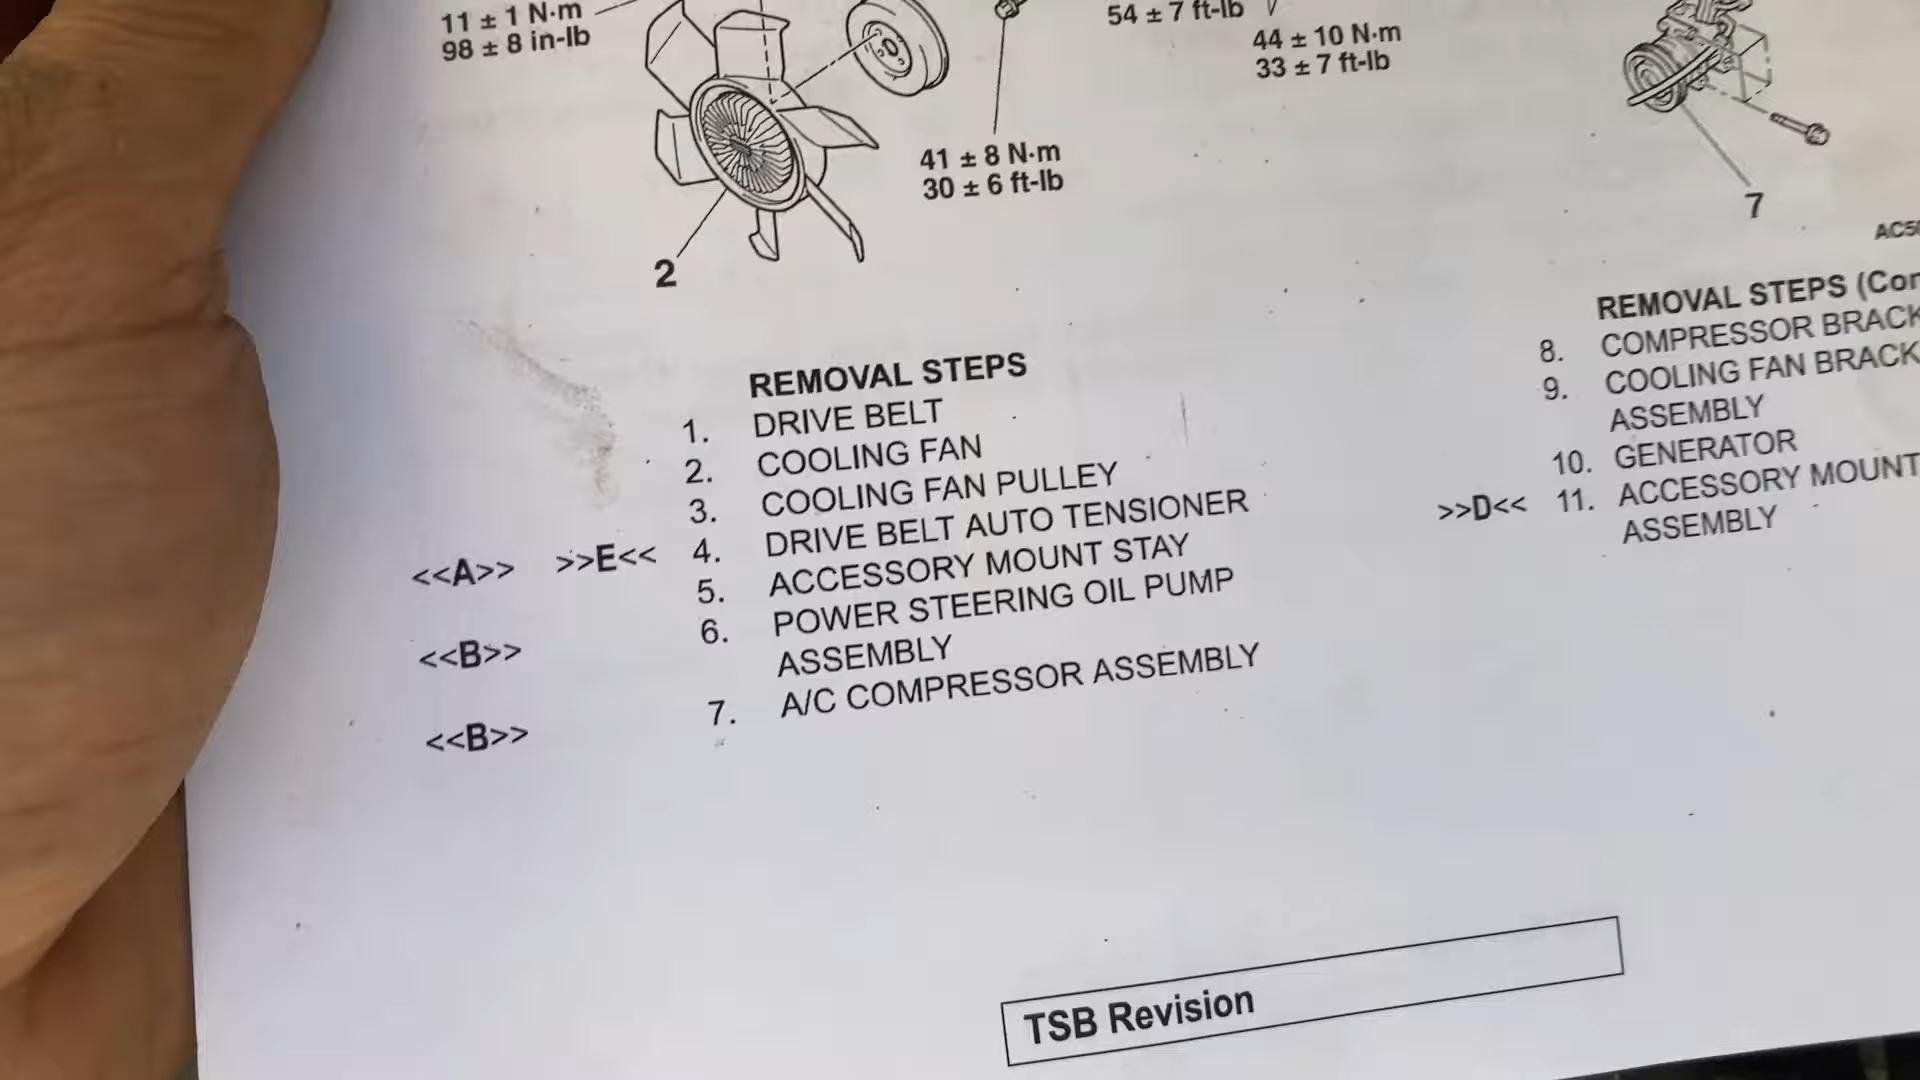 11 ± 1 N·m
98 ± 8 in-lb
54 ± 7 ft-lb
44 ± 10 N·m
33 ± 7 ft-lb
41 ± 8 N·m
30 ± 6 ft-lb
2
7
REMOVAL STEPS
1. DRIVE BELT
2. COOLING FAN
3. COOLING FAN PULLEY
<<A>> >>E<< 4. DRIVE BELT AUTO TENSIONER
5. ACCESSORY MOUNT STAY
<<B>> 6. POWER STEERING OIL PUMP
ASSEMBLY
<<B>> 7. A/C COMPRESSOR ASSEMBLY
REMOVAL STEPS
8. COMPRESSOR
9. COOLING FAN
ASSEMBLY
10. GENERATOR
>>D<< 11. ACCESSORY MOUNT
ASSEMBLY
TSB Revision